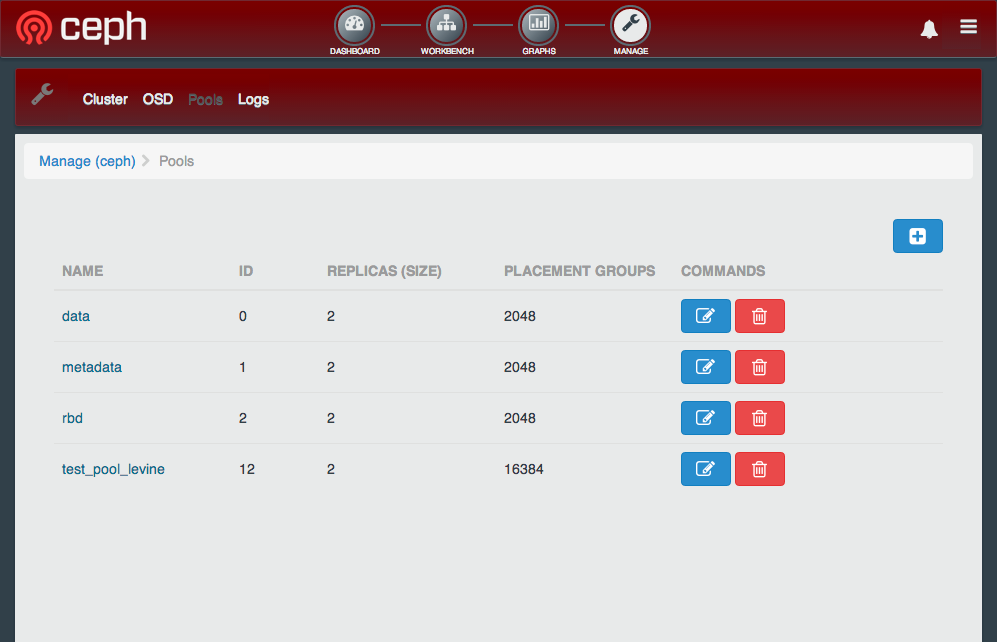 ceph
DASHBOARD WORKBENCH GRAPHS MANAGE
Cluster OSD Pools Logs
Manage (ceph) Pools
NAME ID REPLICAS (SIZE) PLACEMENT GROUPS COMMANDS
data 0 2 2048
metadata 1 2 2048
rbd 2 2 2048
test_pool_levine 12 2 16384